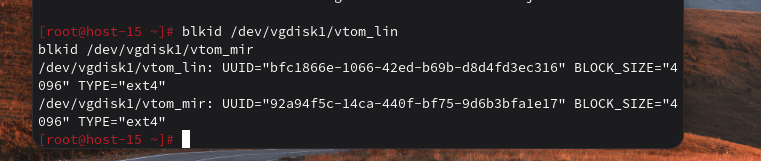 [root@host-15 ~]# blkid /dev/vgdisk1/vtom_lin
blkid /dev/vgdisk1/vtom_mir
/dev/vgdisk1/vtom_lin: UUID="bfc1866e-1066-42ed-b69b-d8d4fd3ec316" BLOCK_SIZE="4
096" TYPE="ext4"
/dev/vgdisk1/vtom_mir: UUID="92a94f5c-14ca-440f-bf75-9d6b3bfa1e17" BLOCK_SIZE="4
096" TYPE="ext4"
[root@host-15 ~]#